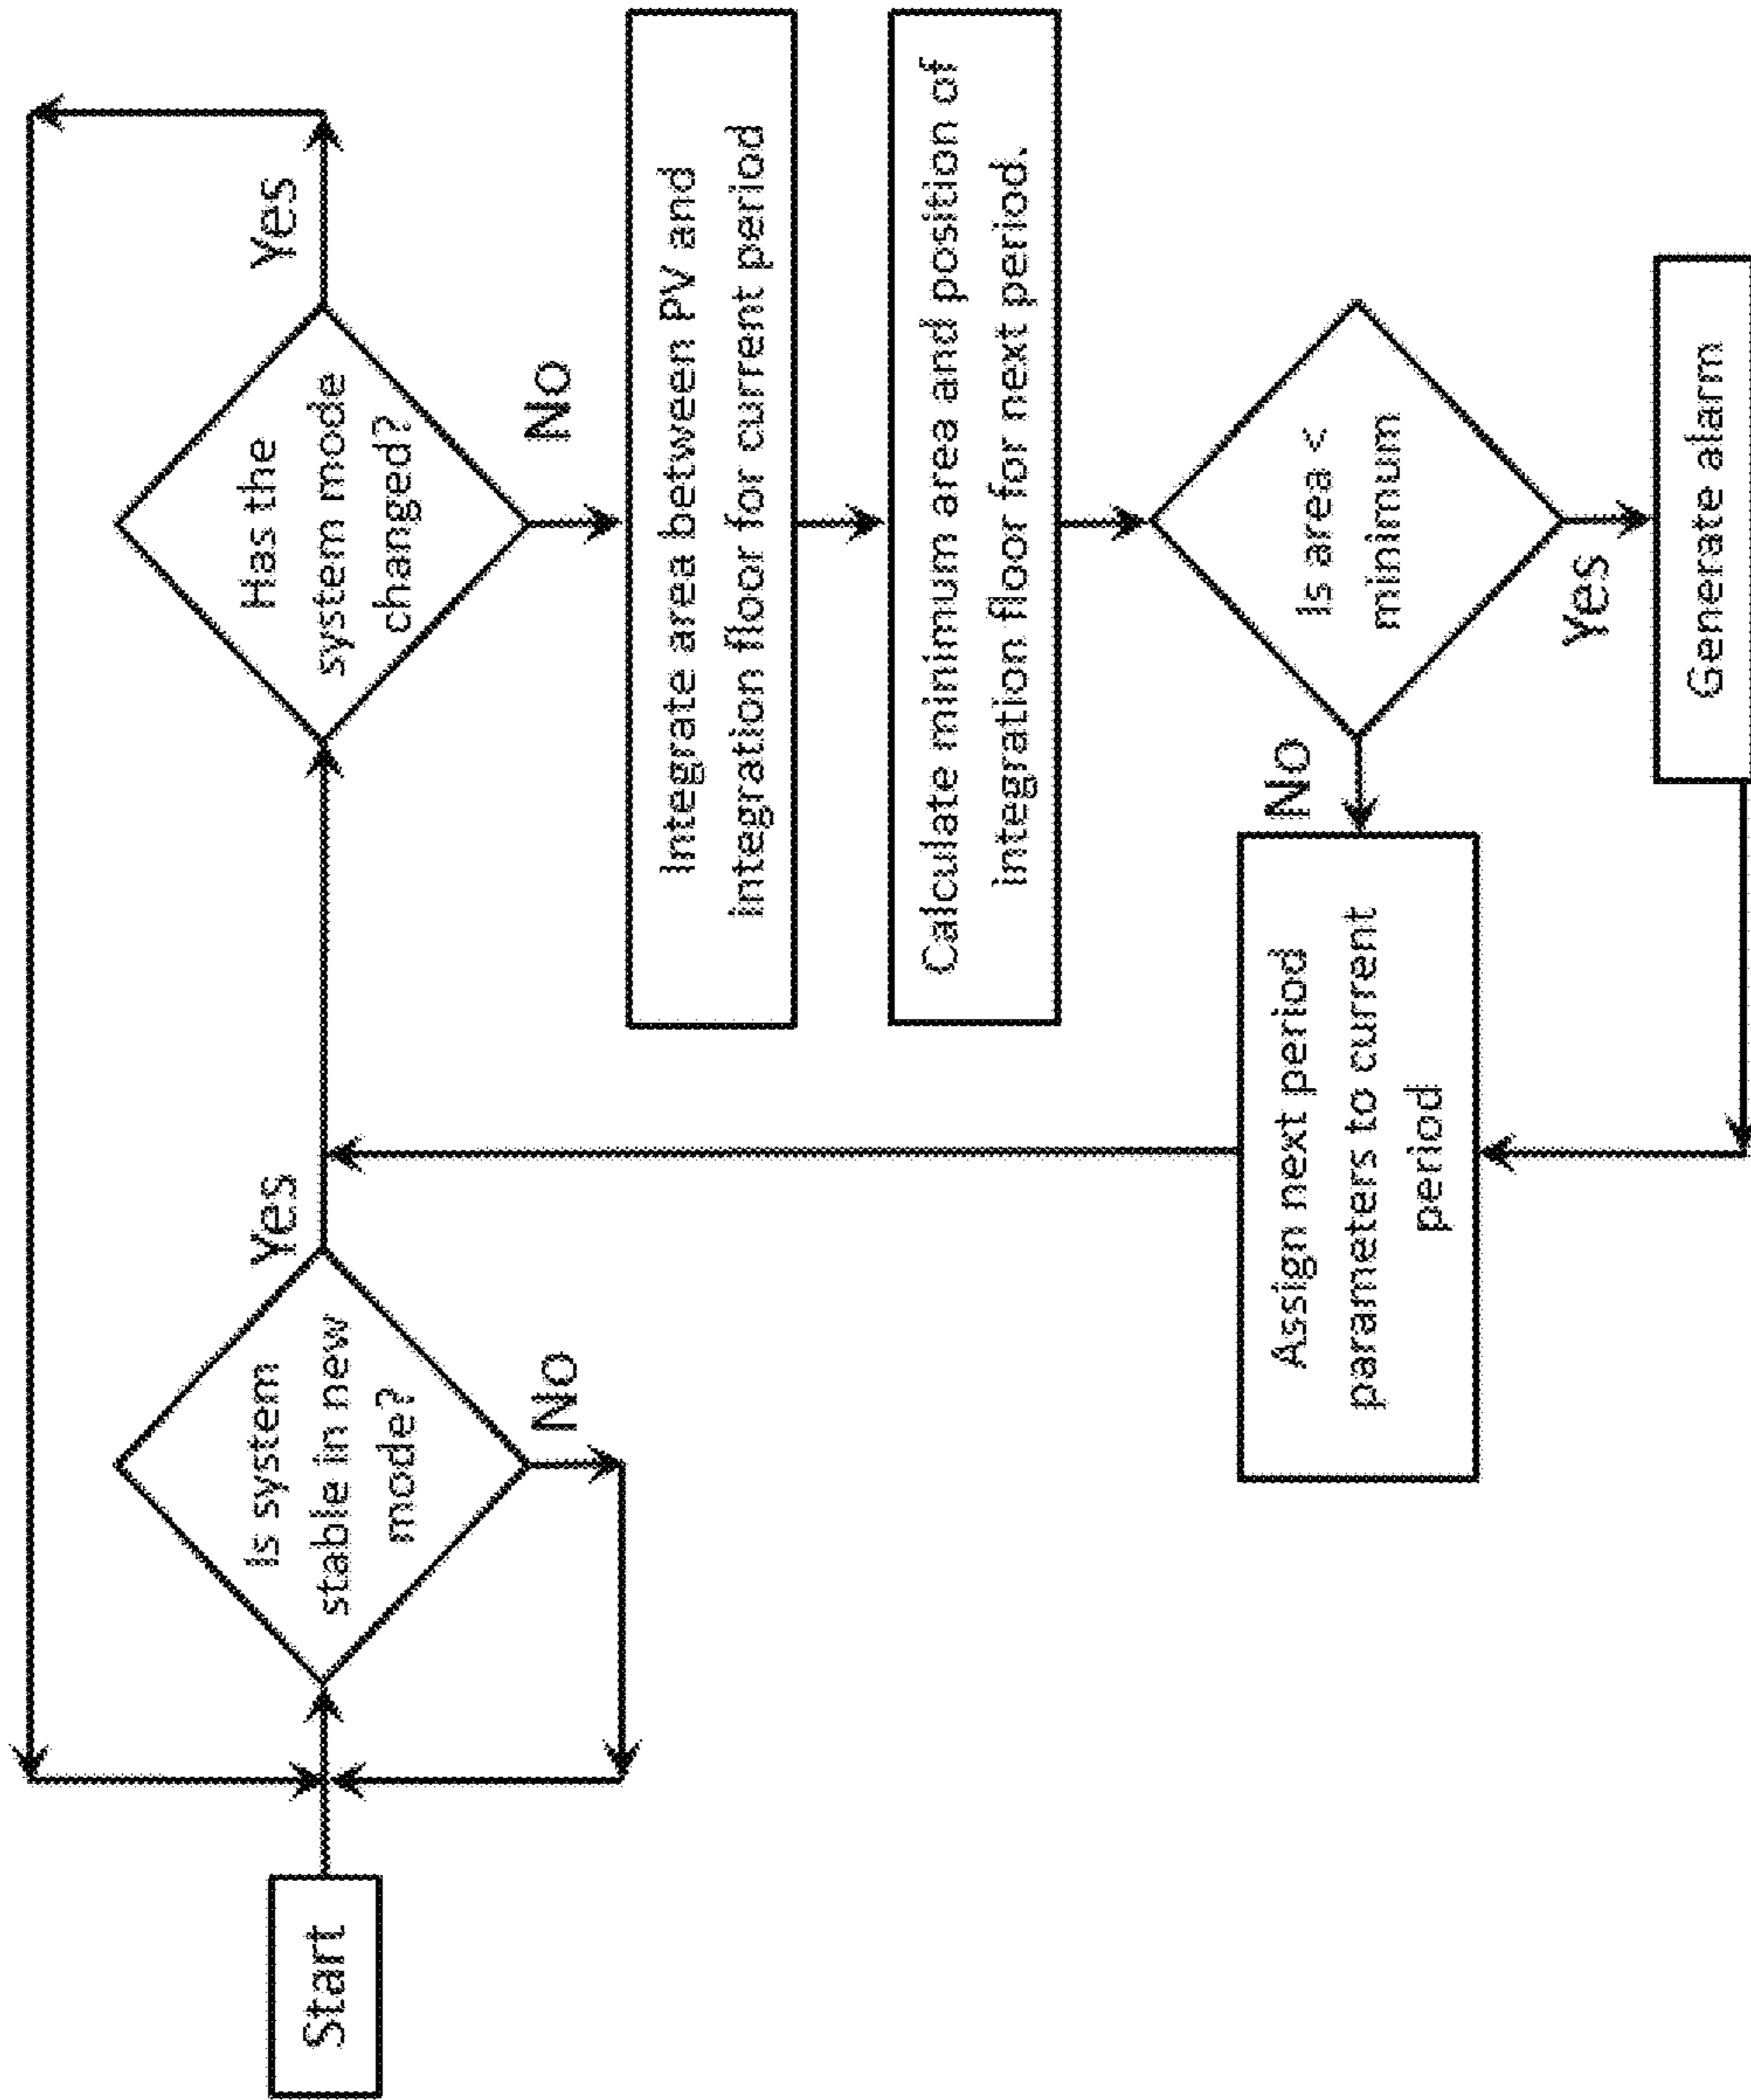 Start
Is system
stable in new
mode?
Yes
No
Has the
system mode
changed?
Yes
No
Integrate area between PV and
integration floor for current period
Calculate minimum area and position of
integration floor for next period.
Is area <
minimum
No
Yes
Assign next period
parameters to current
period
Generate alarm